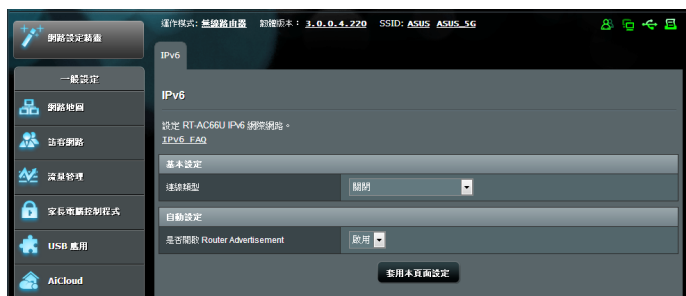 網路設定精靈
運作模式: 無線路由器 韌體版本: 3.0.0.4.220 SSID: ASUS ASUS_5G
IPv6
一般設定
網路地圖
訪客網路
流量管理
家長電腦控制程式
USB 應用
AiCloud
IPv6
設定 RT-AC66U IPv6 網際網路。
IPv6 FAQ
基本設定
連線類型 關閉
自動設定
是否開啟 Router Advertisement 啟用
套用本頁面設定